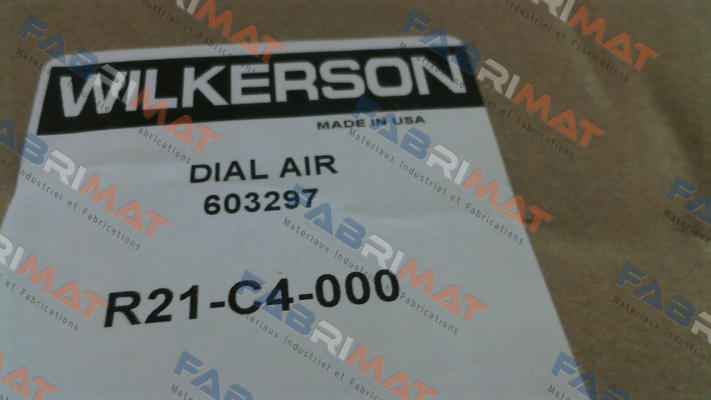 WILKERSON
MADE IN USA
DIAL AIR
603297
R21-C4-000
FABRIMAT
Materiaux Industriel et Fabrications